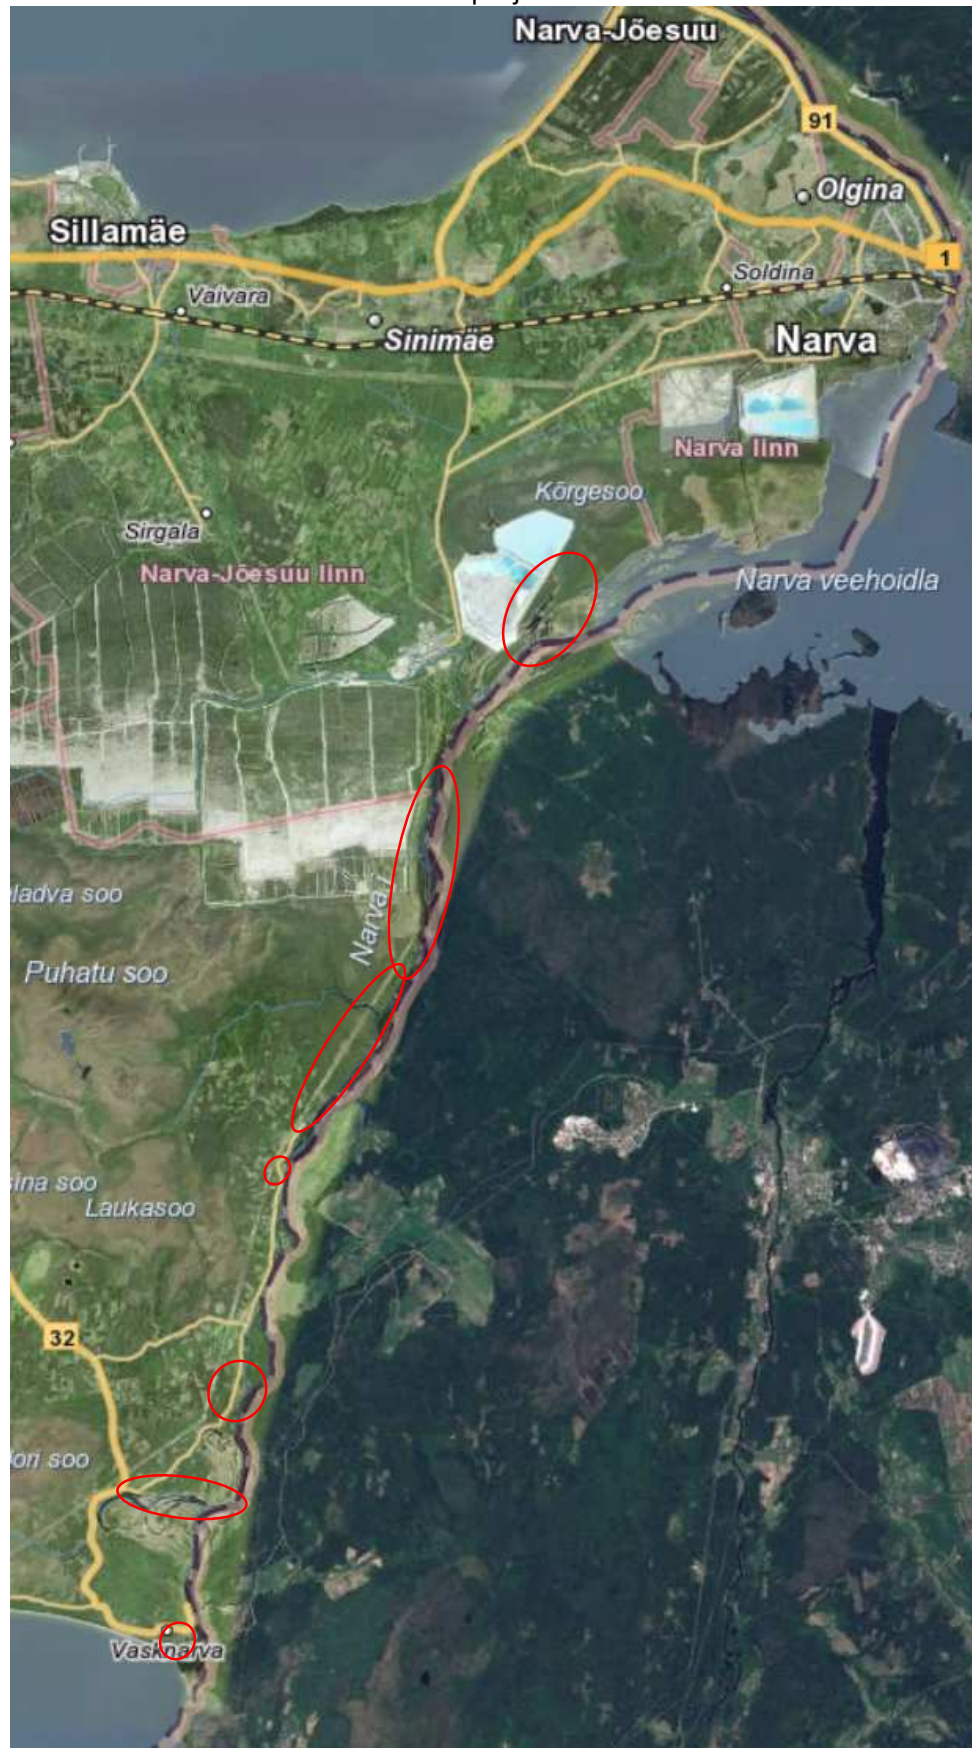 Narva-Jõesuu
91
Olgina
Sillamäe
1
Soldina
Vaivara
Sinimäe
Narva
Narva linn
Kõrgesoo
Sirgala
Narva-Jõesuu linn
Narva veehoidla
ladva soo
Narva j
Puhatu soo
sina soo
Laukasoo
32
ori soo
Vasknarva